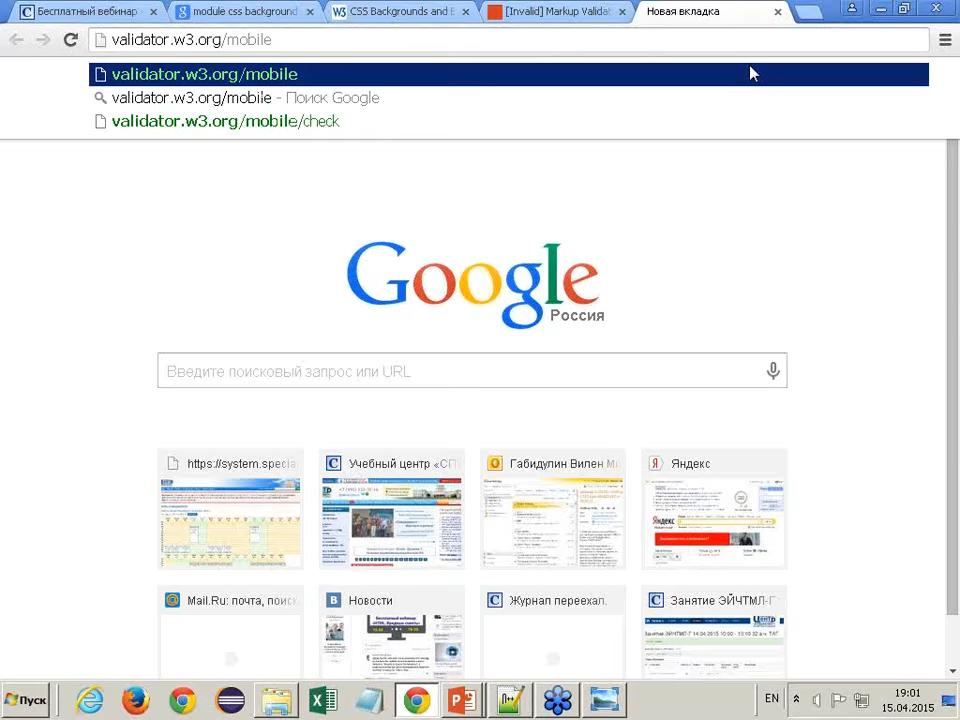 Бесплатный вебинар
module css background
CSS Backgrounds and
[Invalid] Markup Valida
Новая вкладка
validator.w3.org/mobile
validator.w3.org/mobile
validator.w3.org/mobile - Поиск Google
validator.w3.org/mobile/check
Google
Россия
Введите поисковый запрос или URL
https://system.specia
Учебный центр «СП
Габидулин Вилен М
Яндекс
Mail.Ru: почта, поиск
Новости
Журнал переехал.
Занятие ЭЙЧТМЛ-Г
Пуск
EN
19:01
15.04.2015